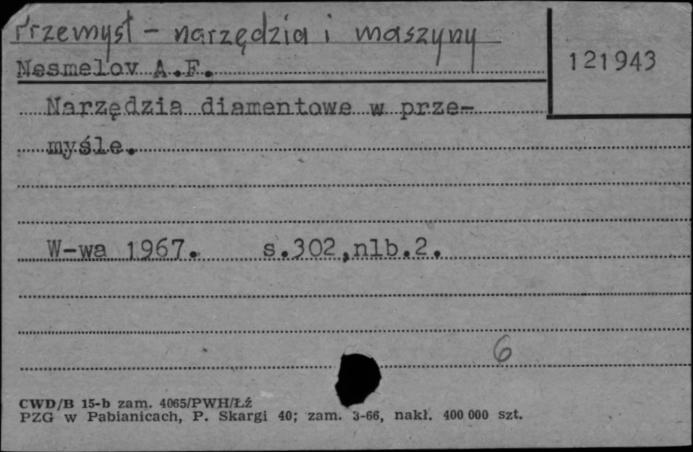 Przemysł - narzędzia i maszyny
121943
Nesmelov A.F.
Narzędzia diamentowe w prze-
myśle.
W-wa 1967. s.302,nlb.2.
6
CWD/B 15-b zam. 4065/PWH/Łź
PZG w Pabianicach, P. Skargi 40; zam. 3-66, nakł. 400 000 szt.